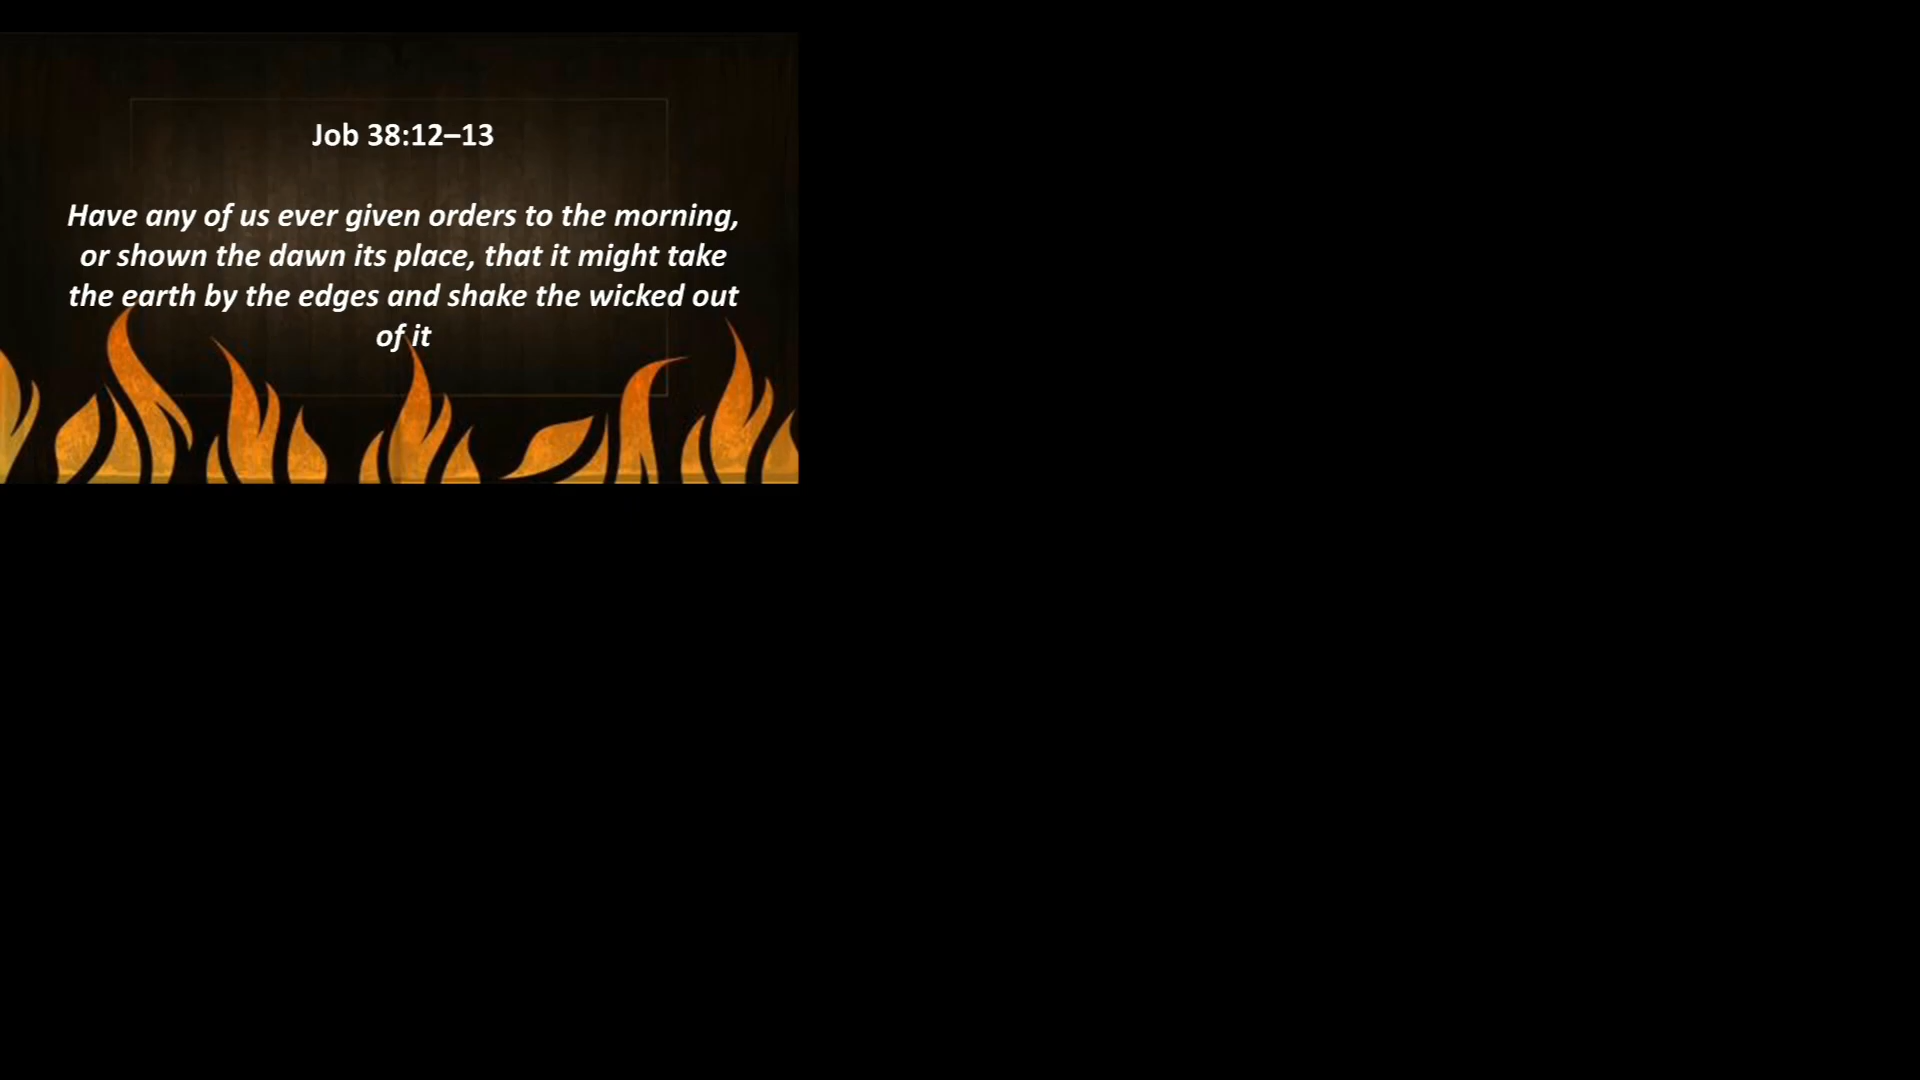 Job 38:12–13
Have any of us ever given orders to the morning,
or shown the dawn its place, that it might take
the earth by the edges and shake the wicked out
of it